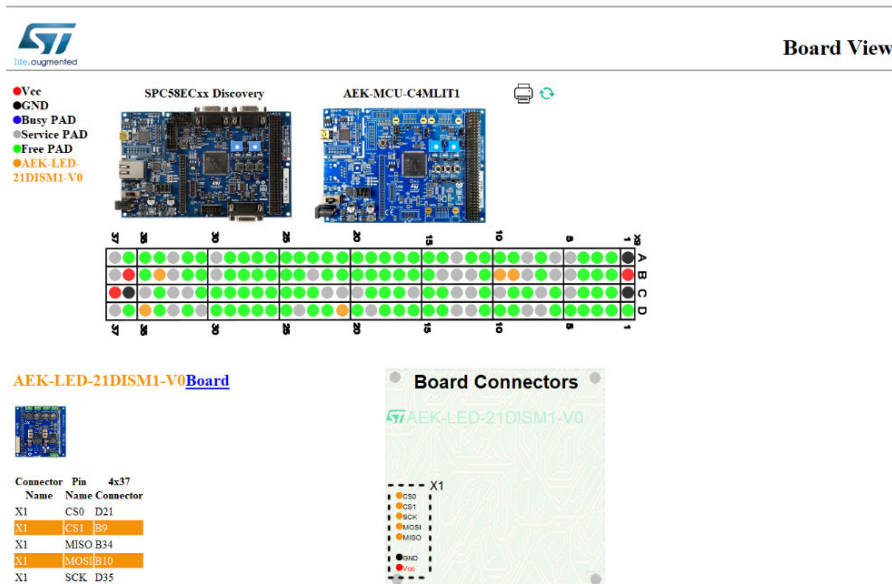 ST
life.augmented
Board View
Vcc
GND
Busy PAD
Service PAD
Free PAD
AEK-LED-
21DISM1-V0
SPC58ECxx Discovery
AEK-MCU-C4MLIT1
37 35 30 25 20 15 10 5 1 X9
A
B
C
D
37 35 30 25 20 15 10 5 1
AEK-LED-21DISM1-V0Board
Connector Name Pin Name 4x37 Connector
X1 CS0 D21
X1 CS1 B9
X1 MISO B34
X1 MOSI B10
X1 SCK D35
Board Connectors
ST AEK-LED-21DISM1-V0
X1
CS0
CS1
SCK
MOSI
MISO
GND
Vcc